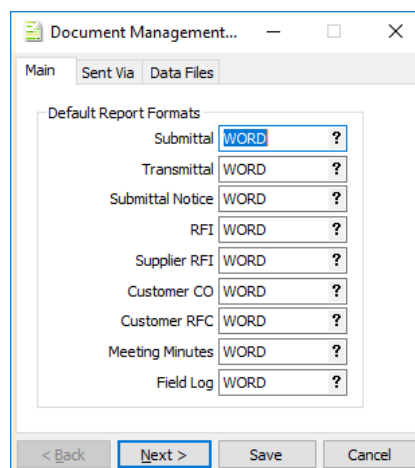 Document Management...
Main Sent Via Data Files
Default Report Formats
Submittal WORD ?
Transmittal WORD ?
Submittal Notice WORD ?
RFI WORD ?
Supplier RFI WORD ?
Customer CO WORD ?
Customer RFC WORD ?
Meeting Minutes WORD ?
Field Log WORD ?
< Back Next > Save Cancel